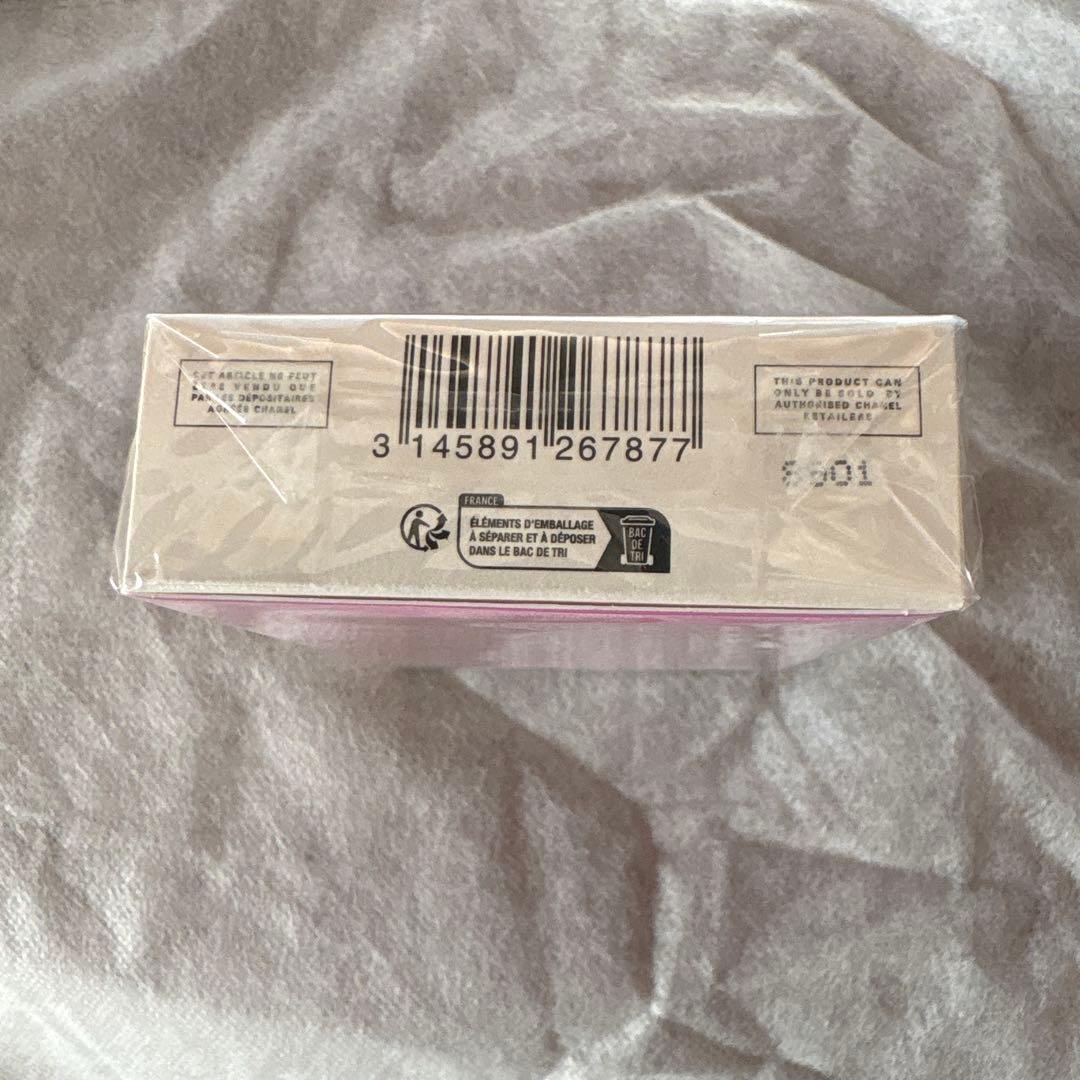 CET ARTICLE NE PEUT
ÊTRE VENDU QUE
PAR LES DÉPOSITAIRES
AGRÉÉS CHANEL
3 145891 267877
THIS PRODUCT CAN
ONLY BE SOLD BY
AUTHORISED CHANEL
RETAILERS
FRANCE
ÉLÉMENTS D'EMBALLAGE
À SÉPARER ET À DÉPOSER
DANS LE BAC DE TRI
BAC
DE
TRI